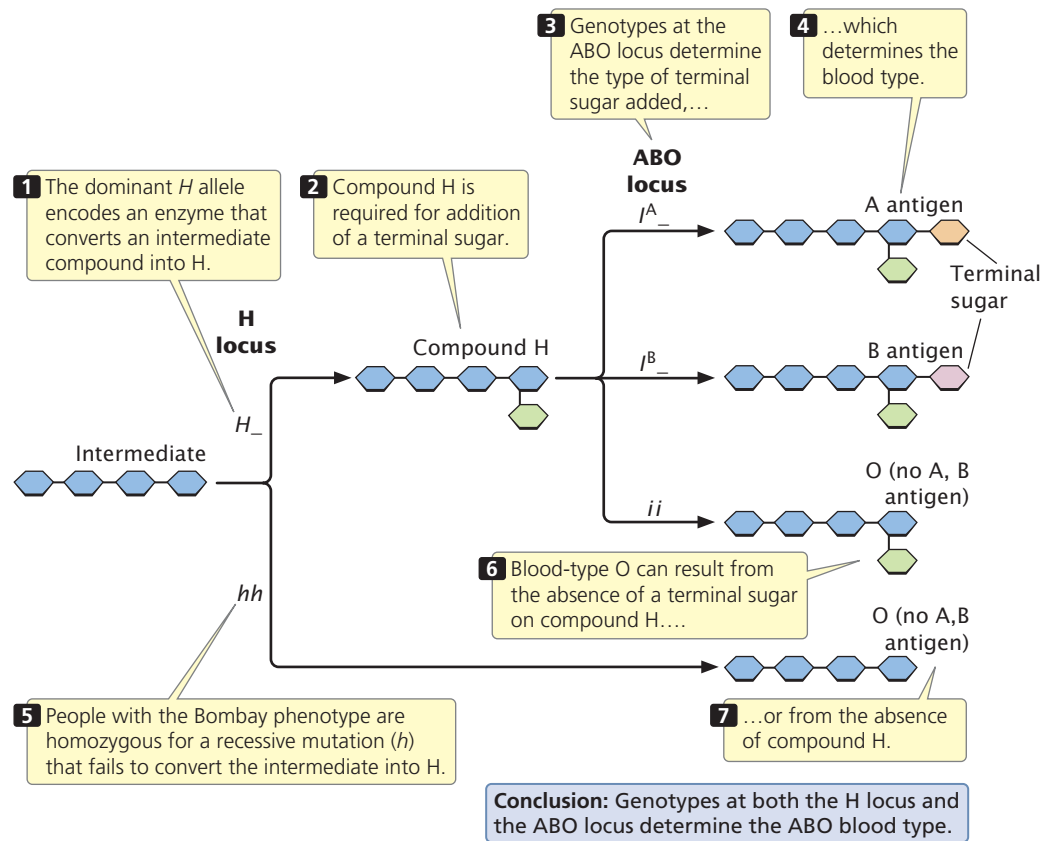 3 Genotypes at the
ABO locus determine
the type of terminal
sugar added,…
4 …which
determines the
blood type.
1 The dominant H allele
encodes an enzyme that
converts an intermediate
compound into H.
2 Compound H is
required for addition
of a terminal sugar.
ABO
locus
I^A_
A antigen
Terminal
sugar
H
locus
Compound H
I^B_
B antigen
H_
Intermediate
ii
O (no A, B
antigen)
hh
6 Blood-type O can result from
the absence of a terminal sugar
on compound H….
O (no A,B
antigen)
5 People with the Bombay phenotype are
homozygous for a recessive mutation (h)
that fails to convert the intermediate into H.
7 …or from the absence
of compound H.
Conclusion: Genotypes at both the H locus and
the ABO locus determine the ABO blood type.